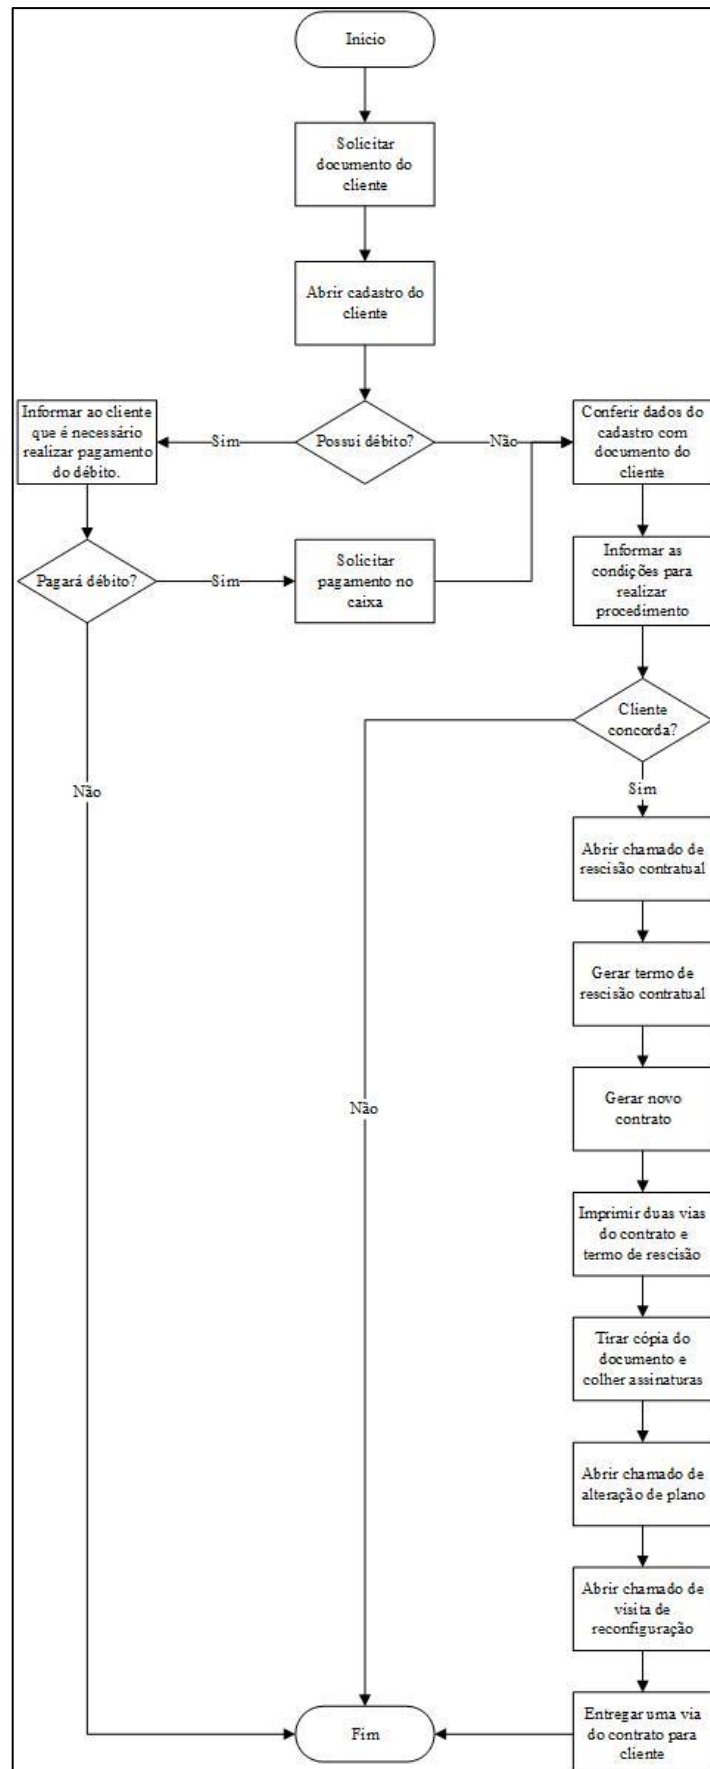 Inicio
Solicitar
documento do
cliente
Abrir cadastro do
cliente
Informar ao cliente
que é necessário
realizar pagamento
do débito.
Sim
Possui débito?
Não
Conferir dados do
cadastro com
documento do
cliente
Pagará débito?
Sim
Solicitar
pagamento no
caixa
Informar as
condições para
realizar
procedimento
Cliente
concorda?
Não
Sim
Abrir chamado de
rescisão contratual
Gerar termo de
rescisão contratual
Não
Gerar novo
contrato
Imprimir duas vias
do contrato e
termo de rescisão
Tirar cópia do
documento e
colher assinaturas
Abrir chamado de
alteração de plano
Abrir chamado de
visita de
reconfiguração
Entregar uma via
do contrato para
cliente
Fim